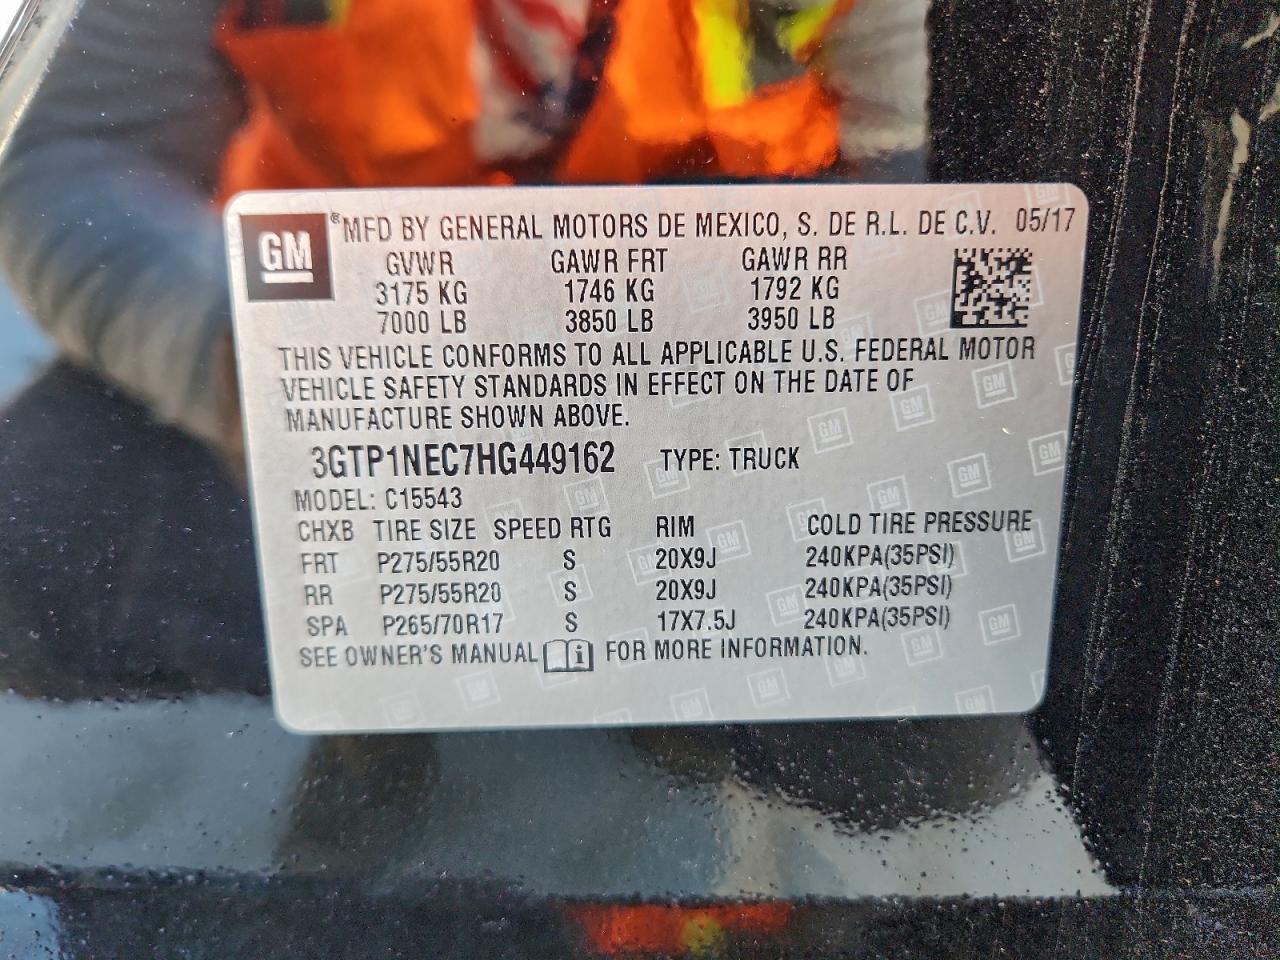 GM ® MFD BY GENERAL MOTORS DE MEXICO, S. DE R.L. DE C.V. 05/17
GVWR GAWR FRT GAWR RR
3175 KG 1746 KG 1792 KG
7000 LB 3850 LB 3950 LB
THIS VEHICLE CONFORMS TO ALL APPLICABLE U.S. FEDERAL MOTOR
VEHICLE SAFETY STANDARDS IN EFFECT ON THE DATE OF
MANUFACTURE SHOWN ABOVE.
3GTP1NEC7HG449162 TYPE: TRUCK
MODEL: C15543
CHXB TIRE SIZE SPEED RTG RIM COLD TIRE PRESSURE
FRT P275/55R20 S 20X9J 240KPA(35PSI)
RR P275/55R20 S 20X9J 240KPA(35PSI)
SPA P265/70R17 S 17X7.5J 240KPA(35PSI)
SEE OWNER'S MANUAL i FOR MORE INFORMATION.